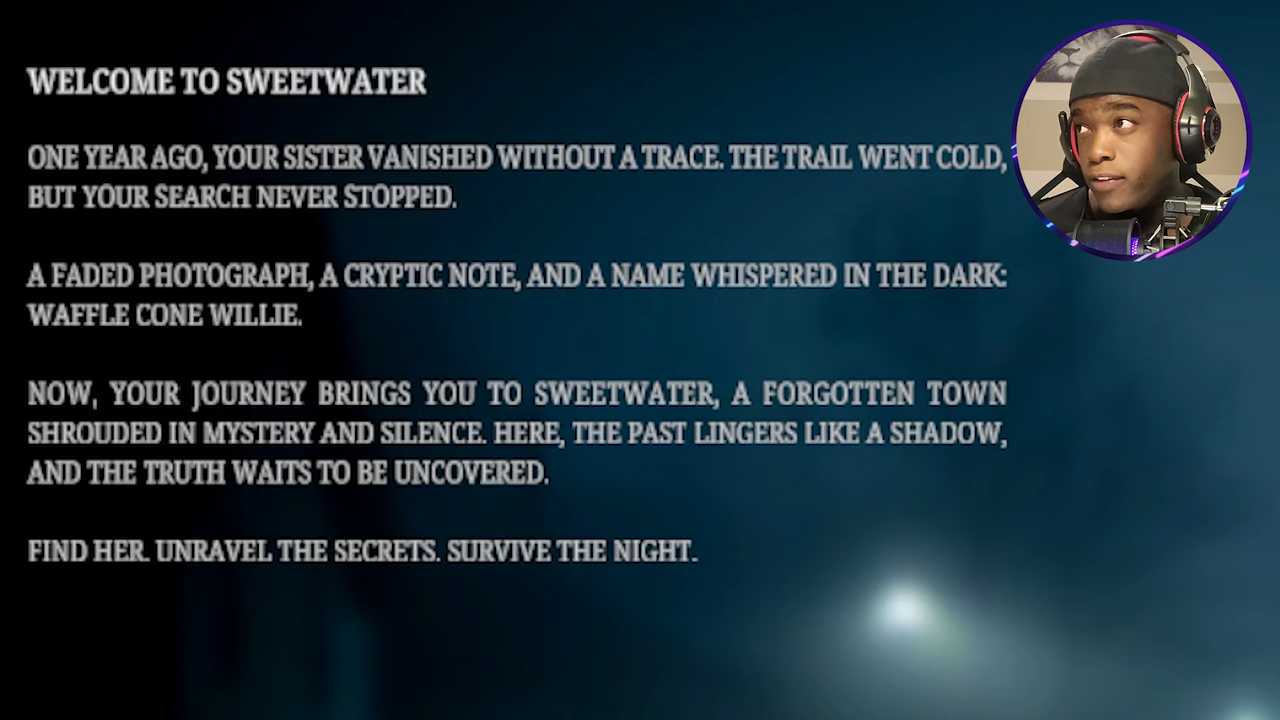 WELCOME TO SWEETWATER
ONE YEAR AGO, YOUR SISTER VANISHED WITHOUT A TRACE. THE TRAIL WENT COLD,
BUT YOUR SEARCH NEVER STOPPED.
A FADED PHOTOGRAPH, A CRYPTIC NOTE, AND A NAME WHISPERED IN THE DARK:
WAFFLE CONE WILLIE.
NOW, YOUR JOURNEY BRINGS YOU TO SWEETWATER, A FORGOTTEN TOWN
SHROUDED IN MYSTERY AND SILENCE. HERE, THE PAST LINGERS LIKE A SHADOW,
AND THE TRUTH WAITS TO BE UNCOVERED.
FIND HER. UNRAVEL THE SECRETS. SURVIVE THE NIGHT.